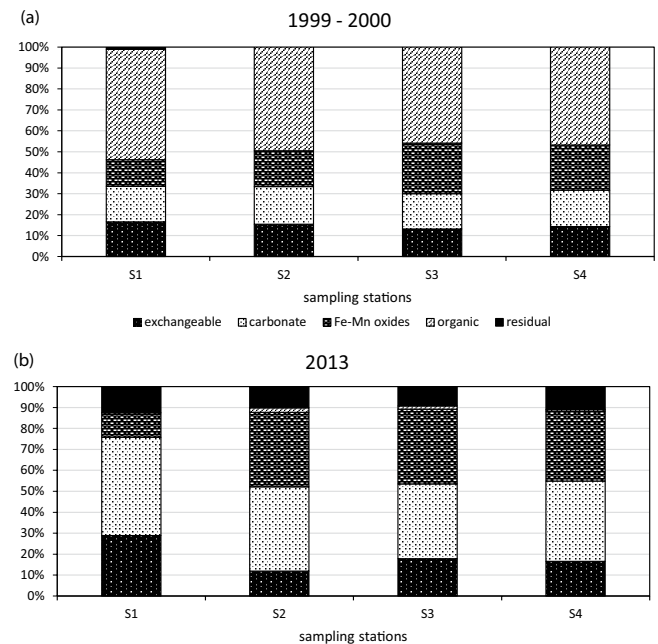 (a)
1999 - 2000
100%
90%
80%
70%
60%
50%
40%
30%
20%
10%
0%
S1 S2 S3 S4
sampling stations
exchangeable carbonate Fe-Mn oxides organic residual
(b)
2013
100%
90%
80%
70%
60%
50%
40%
30%
20%
10%
0%
S1 S2 S3 S4
sampling stations